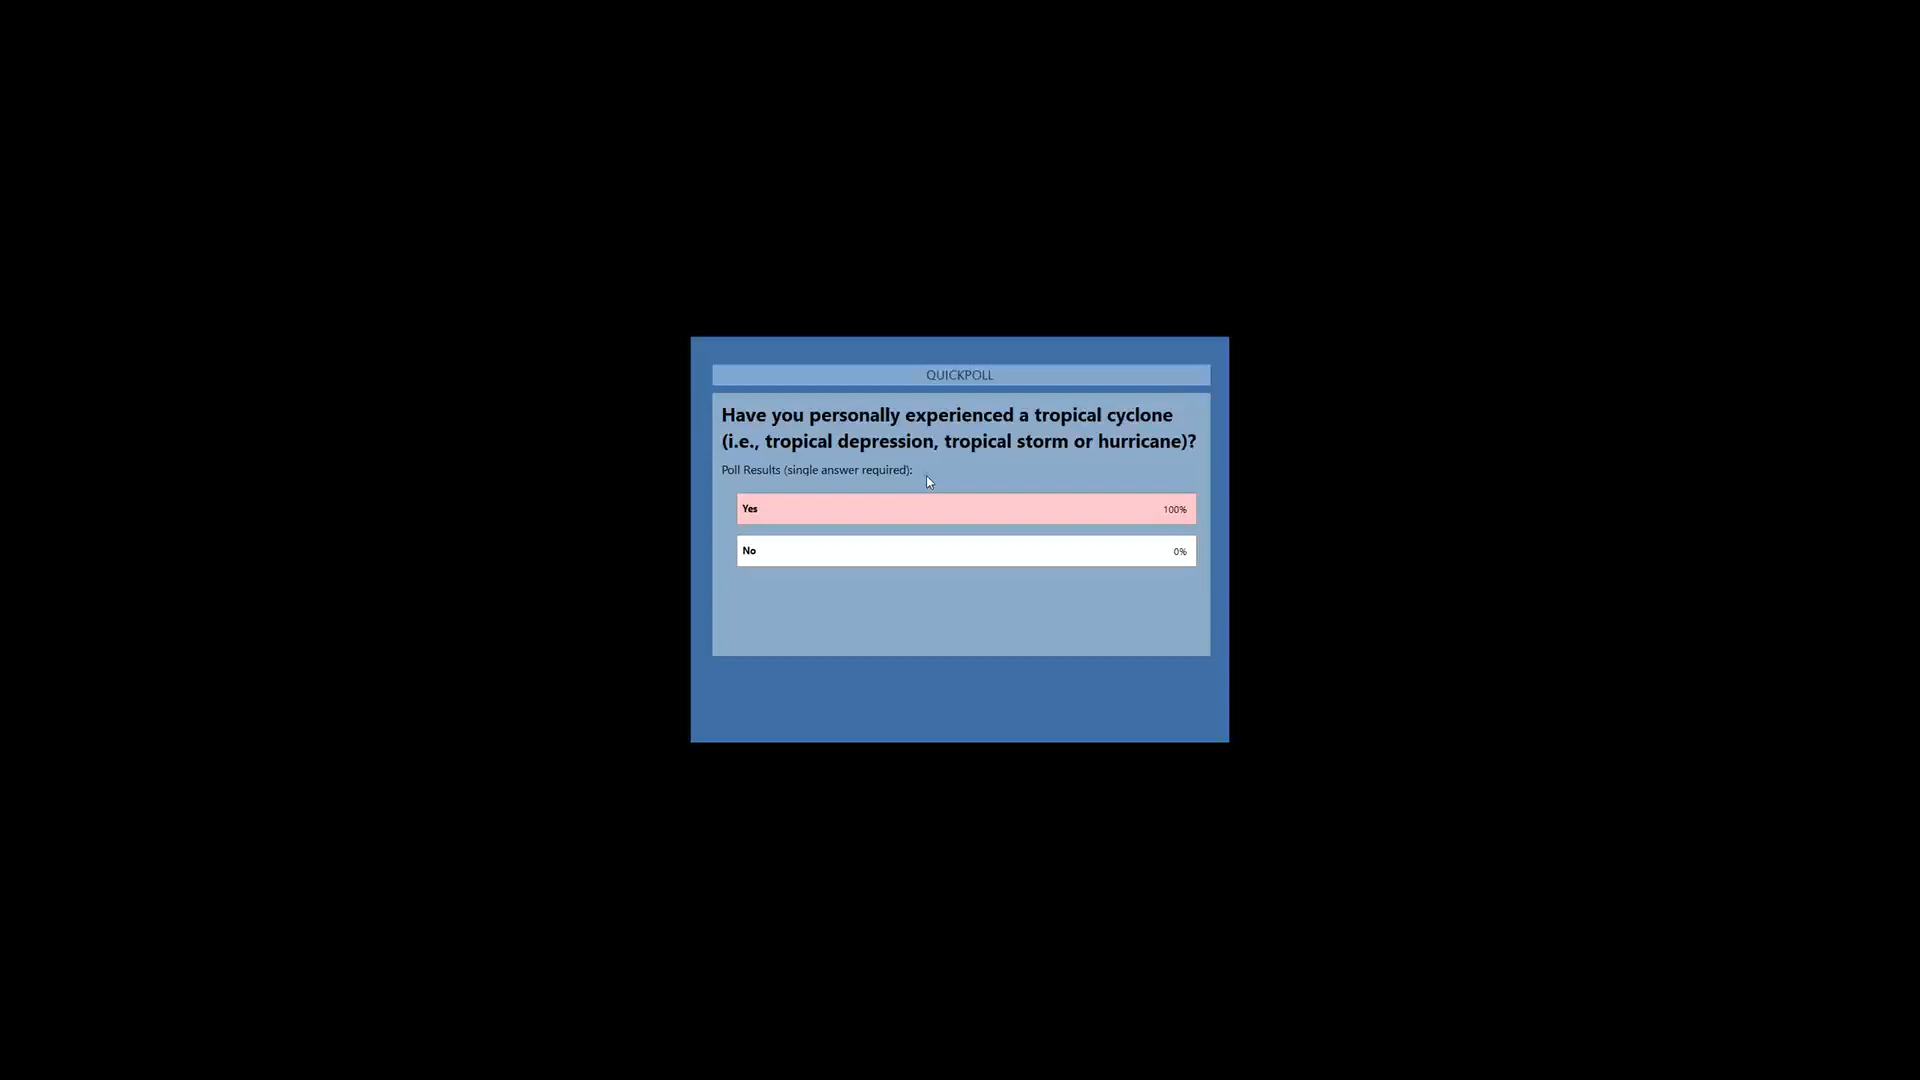 QUICKPOLL
Have you personally experienced a tropical cyclone
(i.e., tropical depression, tropical storm or hurricane)?
Poll Results (single answer required):
Yes 100%
No 0%